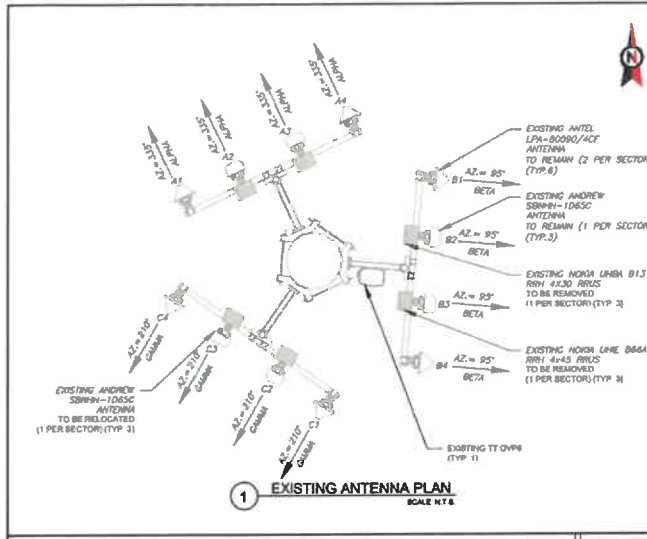 N
AZ.=335°
ALPHA
A1
AZ.=335°
ALPHA
A2
AZ.=335°
ALPHA
A3
AZ.=335°
ALPHA
A4
EXISTING ANTEL
LPA-80090/4CF
ANTENNA
TO REMAIN (2 PER SECTOR)
(TYP.6)
B1
AZ.= 95°
BETA
EXISTING ANDREW
SBNHH-1D65C
ANTENNA
TO REMAIN (1 PER SECTOR)
(TYP.3)
B2
AZ.= 95°
BETA
EXISTING NOKIA UHBA B13
RRH 4X30 RRUS
TO BE REMOVED
(1 PER SECTOR) (TYP 3)
B3
AZ.= 95°
BETA
EXISTING NOKIA UHIE B66A
RRH 4x45 RRUS
TO BE REMOVED
(1 PER SECTOR) (TYP 3)
B4
AZ.= 95°
BETA
AZ.= 210°
GAMMA
AZ.= 210°
GAMMA
AZ.= 210°
GAMMA
AZ.= 210°
GAMMA
EXISTING ANDREW
SBNHH-1D65C
ANTENNA
TO BE RELOCATED
(1 PER SECTOR) (TYP 3)
EXISTING TT OVP6
(TYP 1)
1 EXISTING ANTENNA PLAN
SCALE N.T.S.